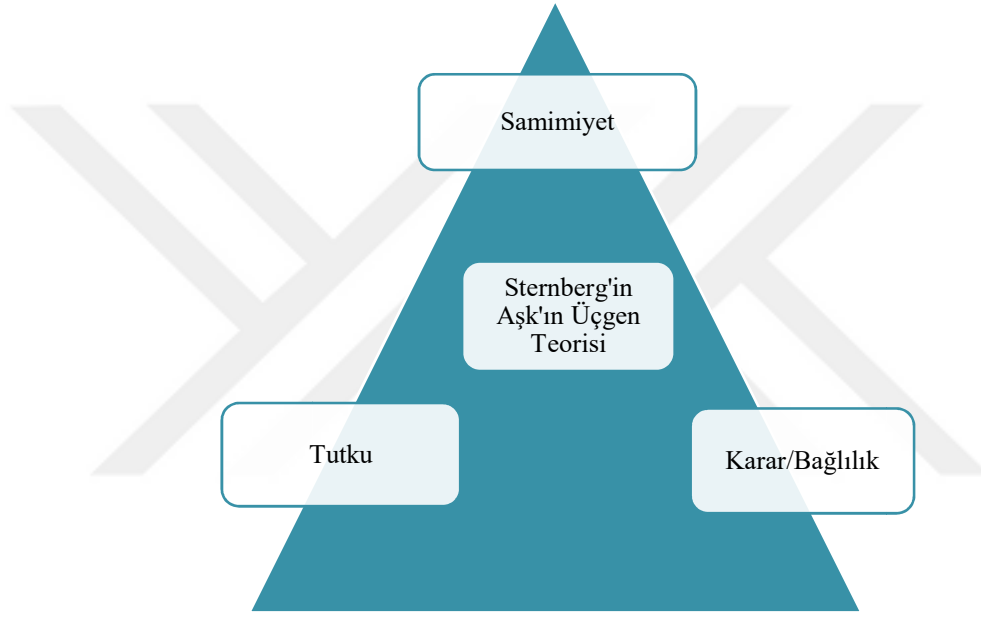 Samimiyet
Sternberg'in
Aşk'ın Üçgen
Teorisi
Tutku
Karar/Bağlılık